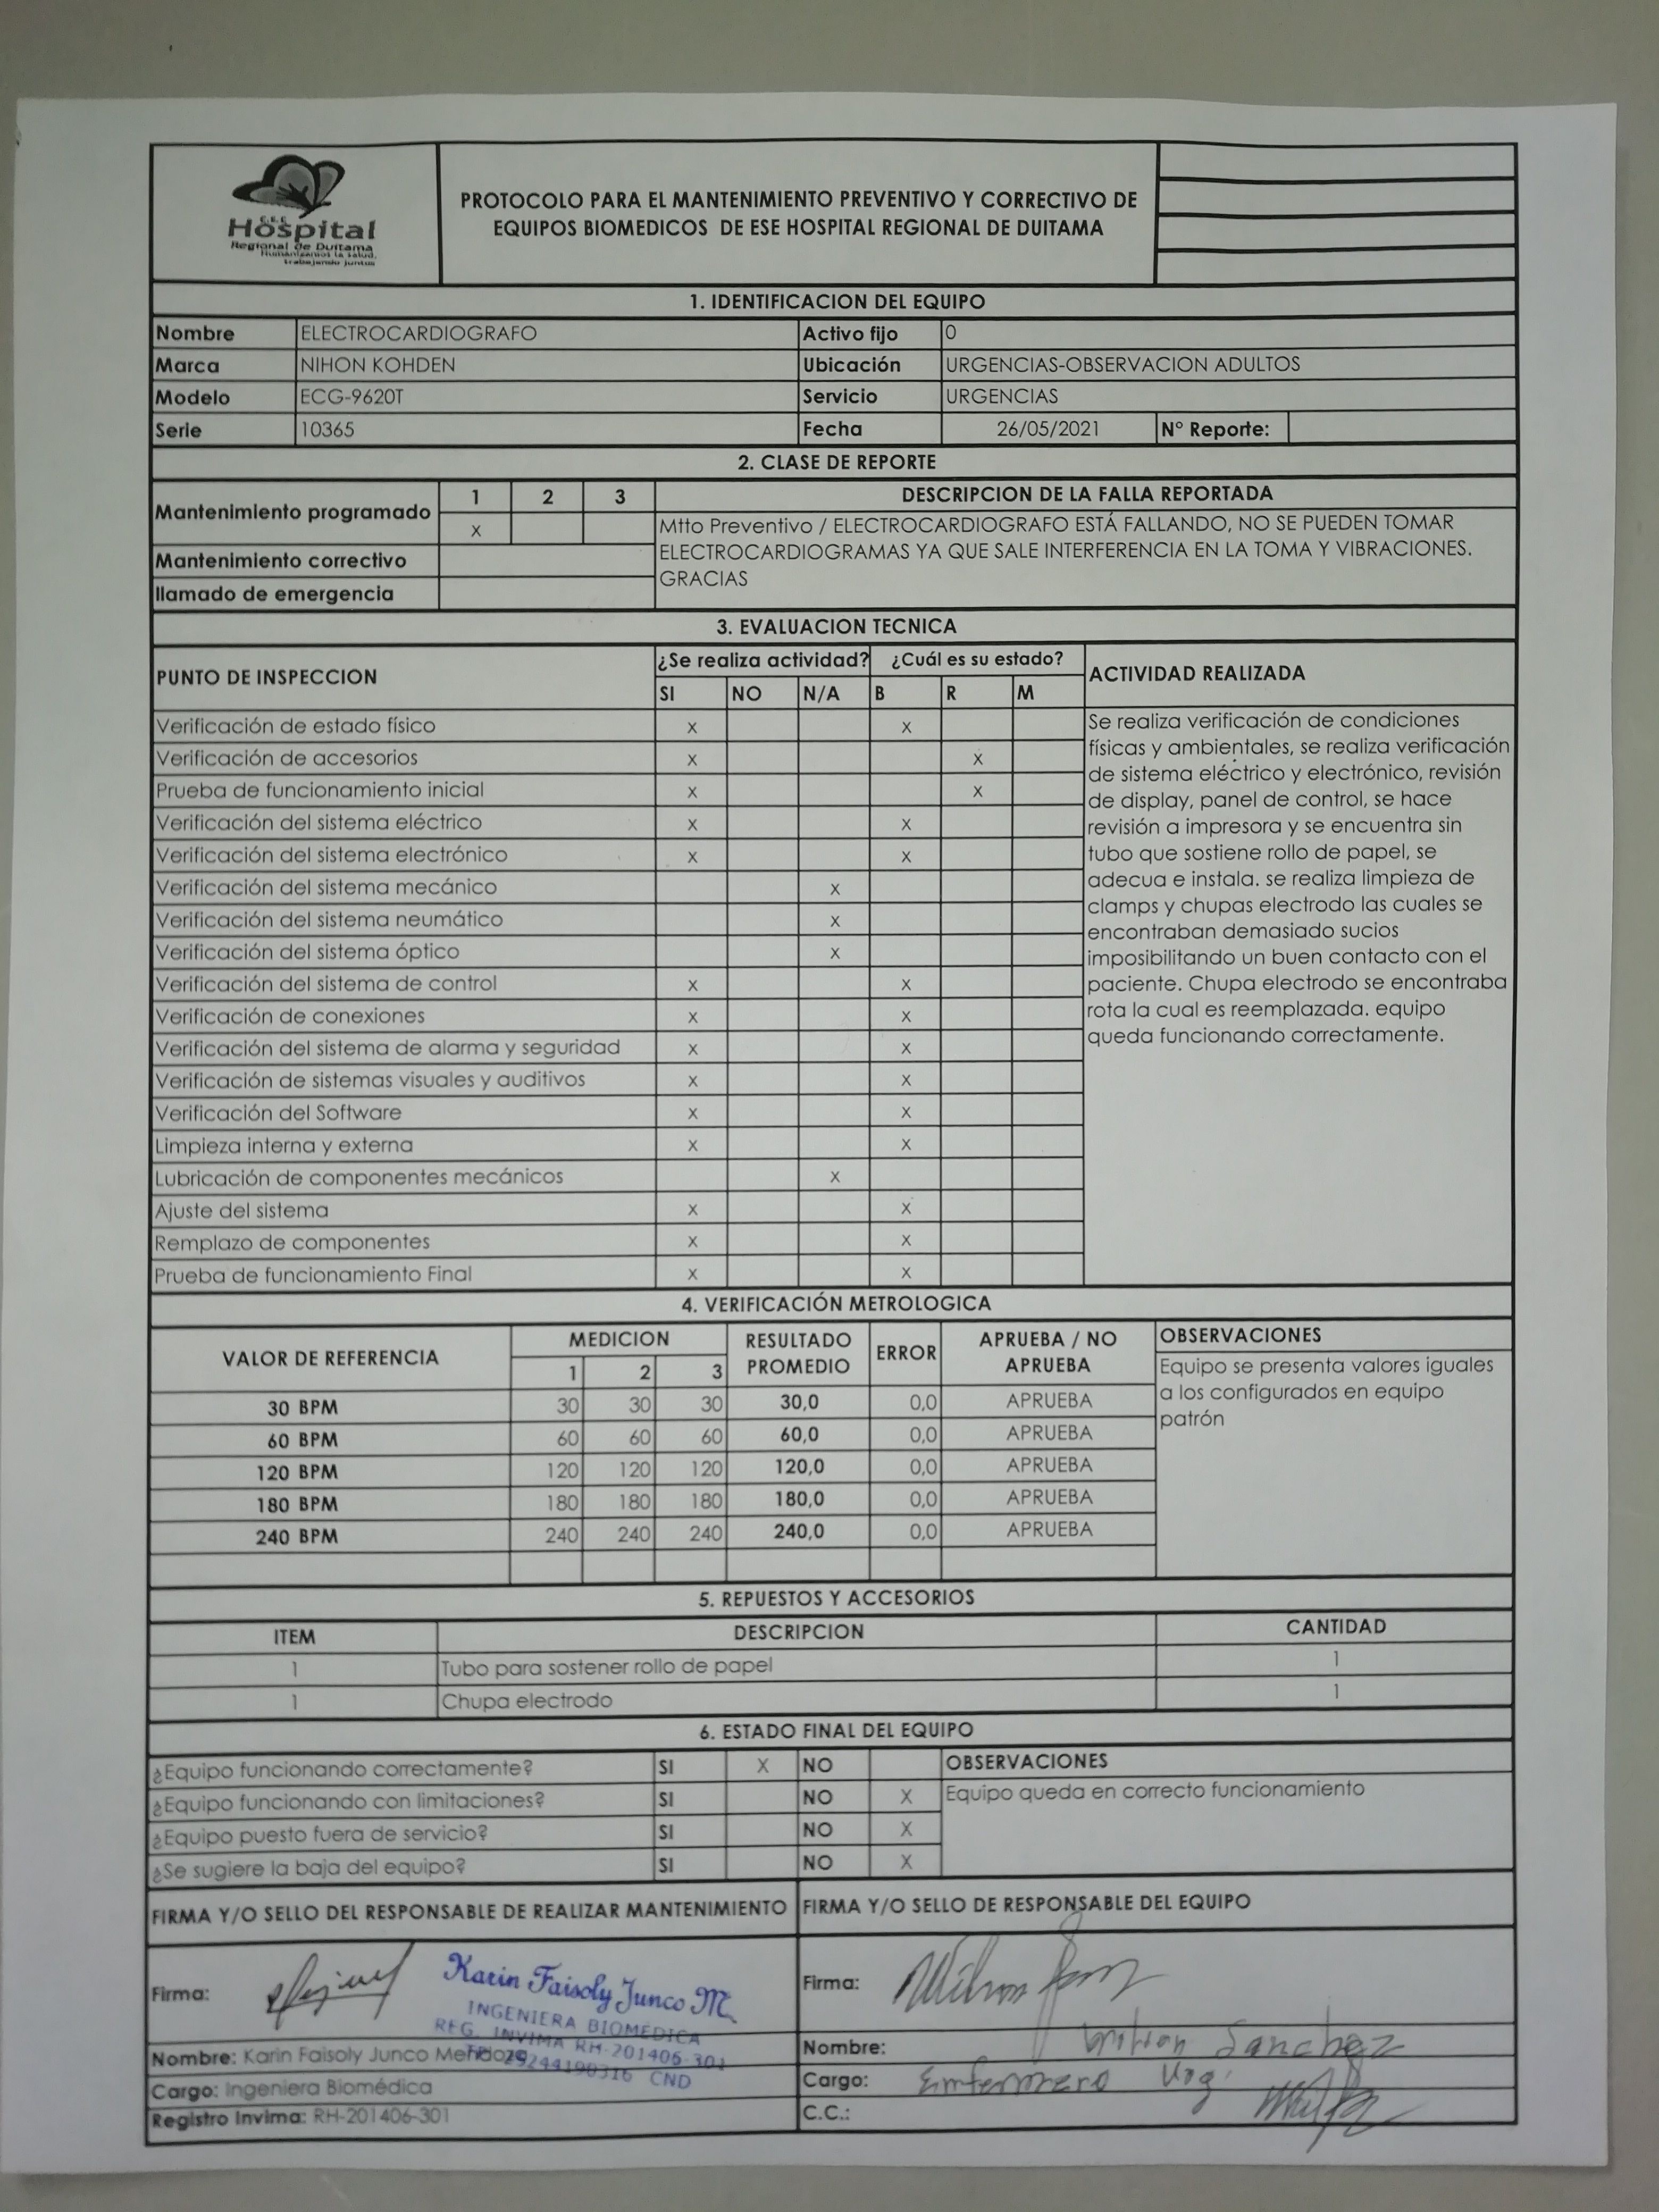 E.S.E.
Hospital
Regional de Duitama
Humanizamos la salud,
trabajando juntos
PROTOCOLO PARA EL MANTENIMIENTO PREVENTIVO Y CORRECTIVO DE
EQUIPOS BIOMEDICOS DE ESE HOSPITAL REGIONAL DE DUITAMA
1. IDENTIFICACION DEL EQUIPO
Nombre ELECTROCARDIOGRAFO Activo fijo 0
Marca NIHON KOHDEN Ubicación URGENCIAS-OBSERVACION ADULTOS
Modelo ECG-9620T Servicio URGENCIAS
Serie 10365 Fecha 26/05/2021 N° Reporte:
2. CLASE DE REPORTE
Mantenimiento programado 1 2 3
X
Mantenimiento correctivo
llamado de emergencia
DESCRIPCION DE LA FALLA REPORTADA
Mtto Preventivo / ELECTROCARDIOGRAFO ESTÁ FALLANDO, NO SE PUEDEN TOMAR
ELECTROCARDIOGRAMAS YA QUE SALE INTERFERENCIA EN LA TOMA Y VIBRACIONES.
GRACIAS
3. EVALUACION TECNICA
PUNTO DE INSPECCION ¿Se realiza actividad? ¿Cuál es su estado? ACTIVIDAD REALIZADA
SI NO N/A B R M
Verificación de estado físico X X
Verificación de accesorios X X
Prueba de funcionamiento inicial X X
Verificación del sistema eléctrico X X
Verificación del sistema electrónico X X
Verificación del sistema mecánico X
Verificación del sistema neumático X
Verificación del sistema óptico X
Verificación del sistema de control X X
Verificación de conexiones X X
Verificación del sistema de alarma y seguridad X X
Verificación de sistemas visuales y auditivos X X
Verificación del Software X X
Limpieza interna y externa X X
Lubricación de componentes mecánicos X
Ajuste del sistema X X
Remplazo de componentes X X
Prueba de funcionamiento Final X X
Se realiza verificación de condiciones
físicas y ambientales, se realiza verificación
de sistema eléctrico y electrónico, revisión
de display, panel de control, se hace
revisión a impresora y se encuentra sin
tubo que sostiene rollo de papel, se
adecua e instala. se realiza limpieza de
clamps y chupas electrodo las cuales se
encontraban demasiado sucios
imposibilitando un buen contacto con el
paciente. Chupa electrodo se encontraba
rota la cual es reemplazada. equipo
queda funcionando correctamente.
4. VERIFICACIÓN METROLOGICA
VALOR DE REFERENCIA MEDICION RESULTADO PROMEDIO ERROR APRUEBA / NO APRUEBA OBSERVACIONES
1 2 3
30 BPM 30 30 30 30,0 0,0 APRUEBA
60 BPM 60 60 60 60,0 0,0 APRUEBA
120 BPM 120 120 120 120,0 0,0 APRUEBA
180 BPM 180 180 180 180,0 0,0 APRUEBA
240 BPM 240 240 240 240,0 0,0 APRUEBA
Equipo se presenta valores iguales
a los configurados en equipo
patrón
5. REPUESTOS Y ACCESORIOS
ITEM DESCRIPCION CANTIDAD
1 Tubo para sostener rollo de papel 1
1 Chupa electrodo 1
6. ESTADO FINAL DEL EQUIPO
¿Equipo funcionando correctamente? SI X NO OBSERVACIONES
¿Equipo funcionando con limitaciones? SI NO X Equipo queda en correcto funcionamiento
¿Equipo puesto fuera de servicio? SI NO X
¿Se sugiere la baja del equipo? SI NO X
FIRMA Y/O SELLO DEL RESPONSABLE DE REALIZAR MANTENIMIENTO
Firma:
Karin Faisoly Junco M
INGENIERA BIOMEDICA
REG. INVIMA RH-201406-301
CND
Nombre: Karin Faisoly Junco Mendoza
Cargo: Ingeniera Biomédica
Registro Invima: RH-201406-301
FIRMA Y/O SELLO DE RESPONSABLE DEL EQUIPO
Firma:
Nombre: Sanchez
Cargo: Enfermero Urg.
C.C.: